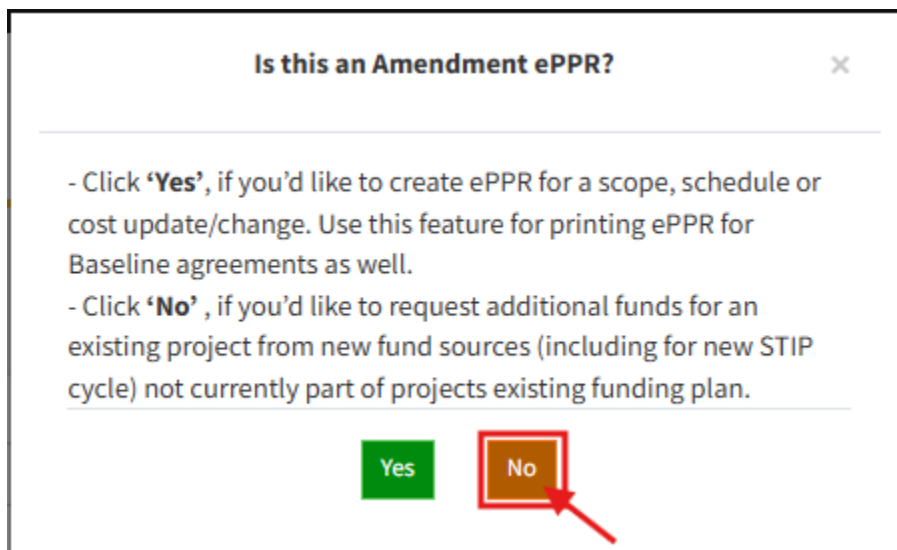 Is this an Amendment ePPR? ×
- Click ‘Yes’, if you’d like to create ePPR for a scope, schedule or
cost update/change. Use this feature for printing ePPR for
Baseline agreements as well.
- Click ‘No’ , if you’d like to request additional funds for an
existing project from new fund sources (including for new STIP
cycle) not currently part of projects existing funding plan.
Yes No